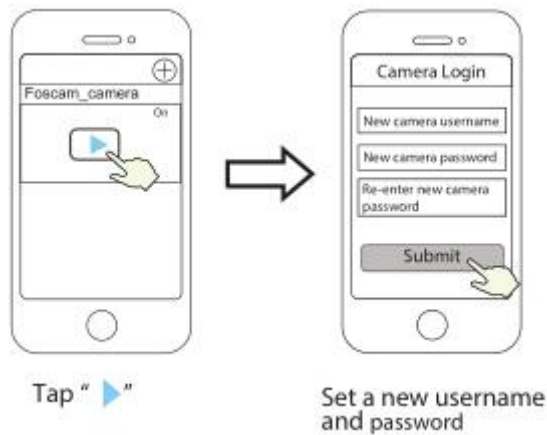 Foscam_camera
On
Tap " "
Camera Login
New camera username
New camera password
Re-enter new camera
password
Submit
Set a new username
and password